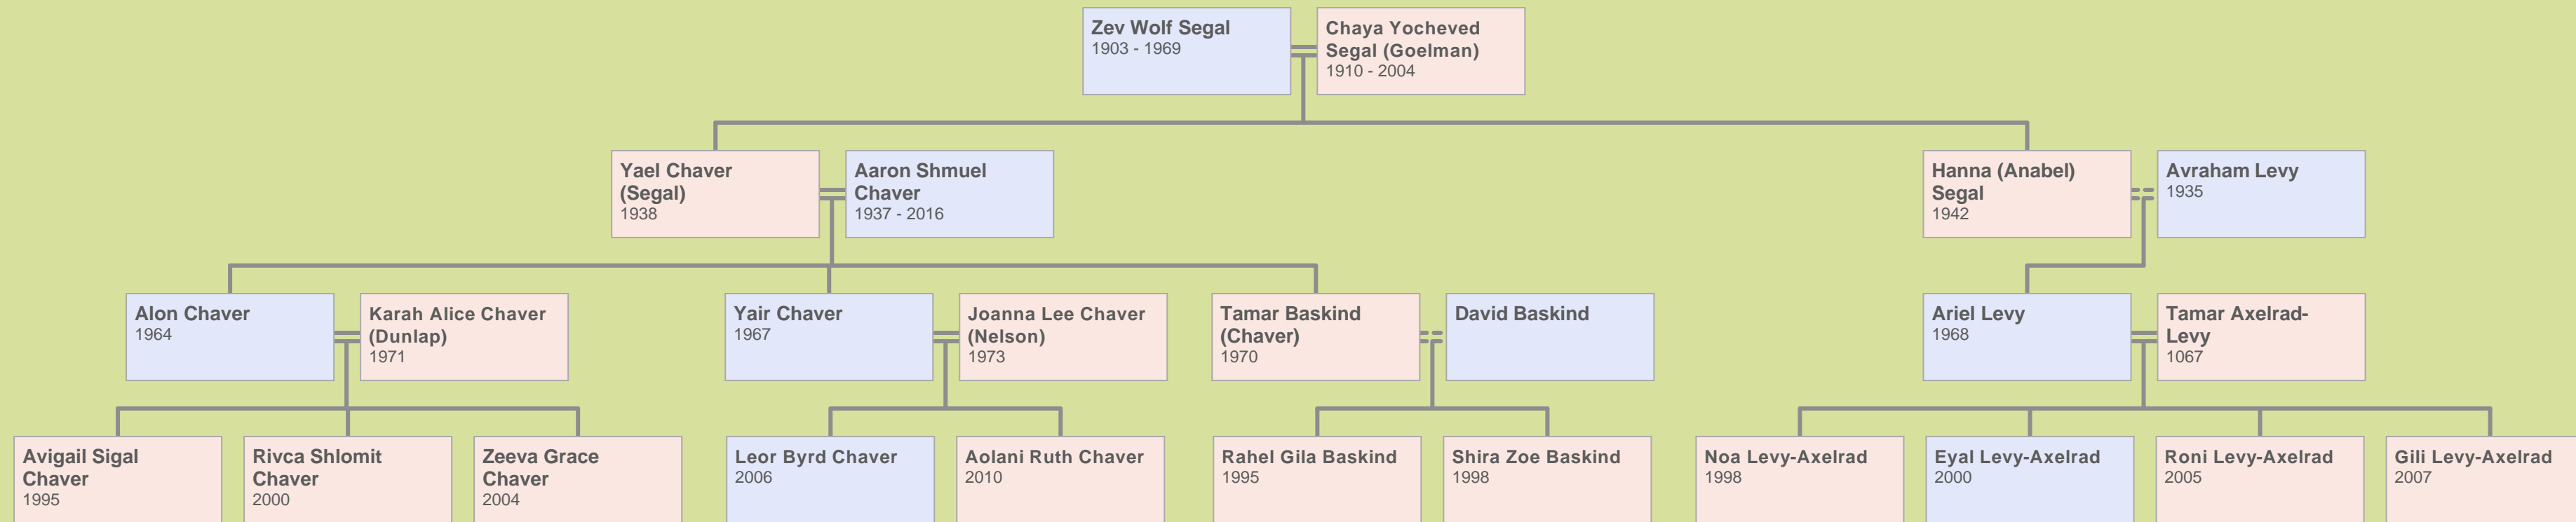 Zev Wolf Segal
1903 - 1969
Chaya Yocheved
Segal (Goelman)
1910 - 2004
Yael Chaver
(Segal)
1938
Aaron Shmuel
Chaver
1937 - 2016
Hanna (Anabel)
Segal
1942
Avraham Levy
1935
Alon Chaver
1964
Karah Alice Chaver
(Dunlap)
1971
Yair Chaver
1967
Joanna Lee Chaver
(Nelson)
1973
Tamar Baskind
(Chaver)
1970
David Baskind
Ariel Levy
1968
Tamar Axelrad-
Levy
1067
Avigail Sigal
Chaver
1995
Rivca Shlomit
Chaver
2000
Zeeva Grace
Chaver
2004
Leor Byrd Chaver
2006
Aolani Ruth Chaver
2010
Rahel Gila Baskind
1995
Shira Zoe Baskind
1998
Noa Levy-Axelrad
1998
Eyal Levy-Axelrad
2000
Roni Levy-Axelrad
2005
Gili Levy-Axelrad
2007